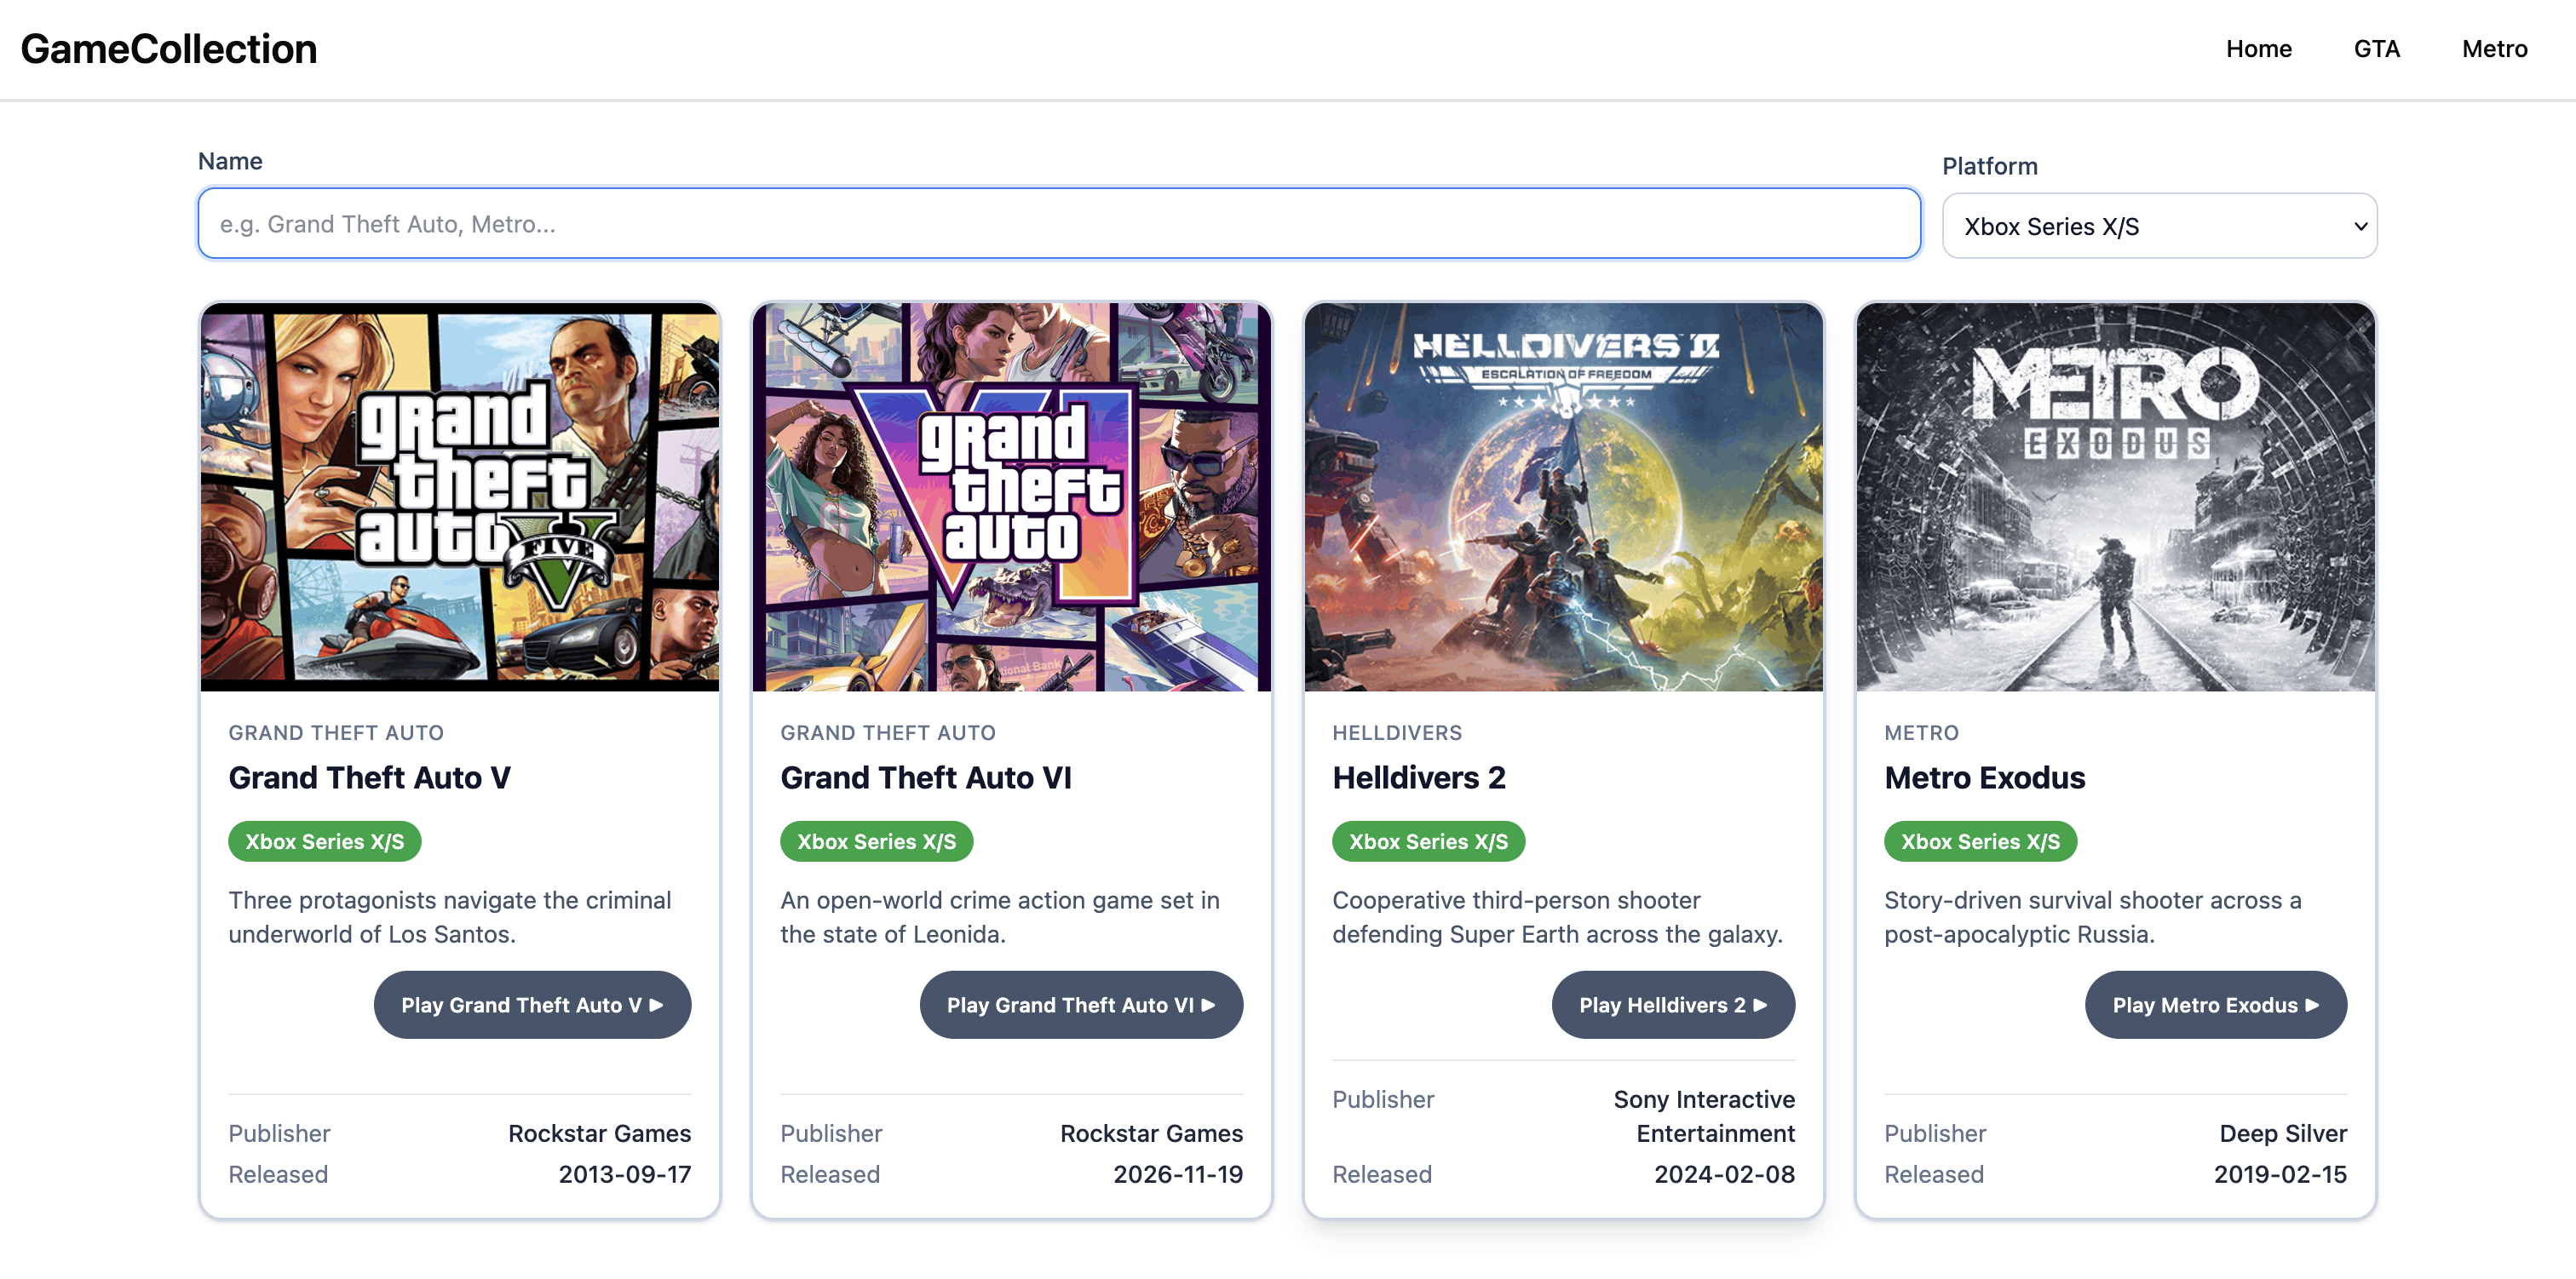 GameCollection
Home
GTA
Metro
Name
e.g. Grand Theft Auto, Metro...
Platform
Xbox Series X/S
grand
theft
auto
FIVE
V
GRAND THEFT AUTO
Grand Theft Auto V
Xbox Series X/S
Three protagonists navigate the criminal
underworld of Los Santos.
Play Grand Theft Auto V ▶
Publisher
Rockstar Games
Released
2013-09-17
VI
grand
theft
auto
tional Bank
GRAND THEFT AUTO
Grand Theft Auto VI
Xbox Series X/S
An open-world crime action game set in
the state of Leonida.
Play Grand Theft Auto VI ▶
Publisher
Rockstar Games
Released
2026-11-19
HELLDIVERS II
ESCALATION OF FREEDOM
HELLDIVERS
Helldivers 2
Xbox Series X/S
Cooperative third-person shooter
defending Super Earth across the galaxy.
Play Helldivers 2 ▶
Publisher
Sony Interactive
Entertainment
Released
2024-02-08
METRO
EXODUS
METRO
Metro Exodus
Xbox Series X/S
Story-driven survival shooter across a
post-apocalyptic Russia.
Play Metro Exodus ▶
Publisher
Deep Silver
Released
2019-02-15